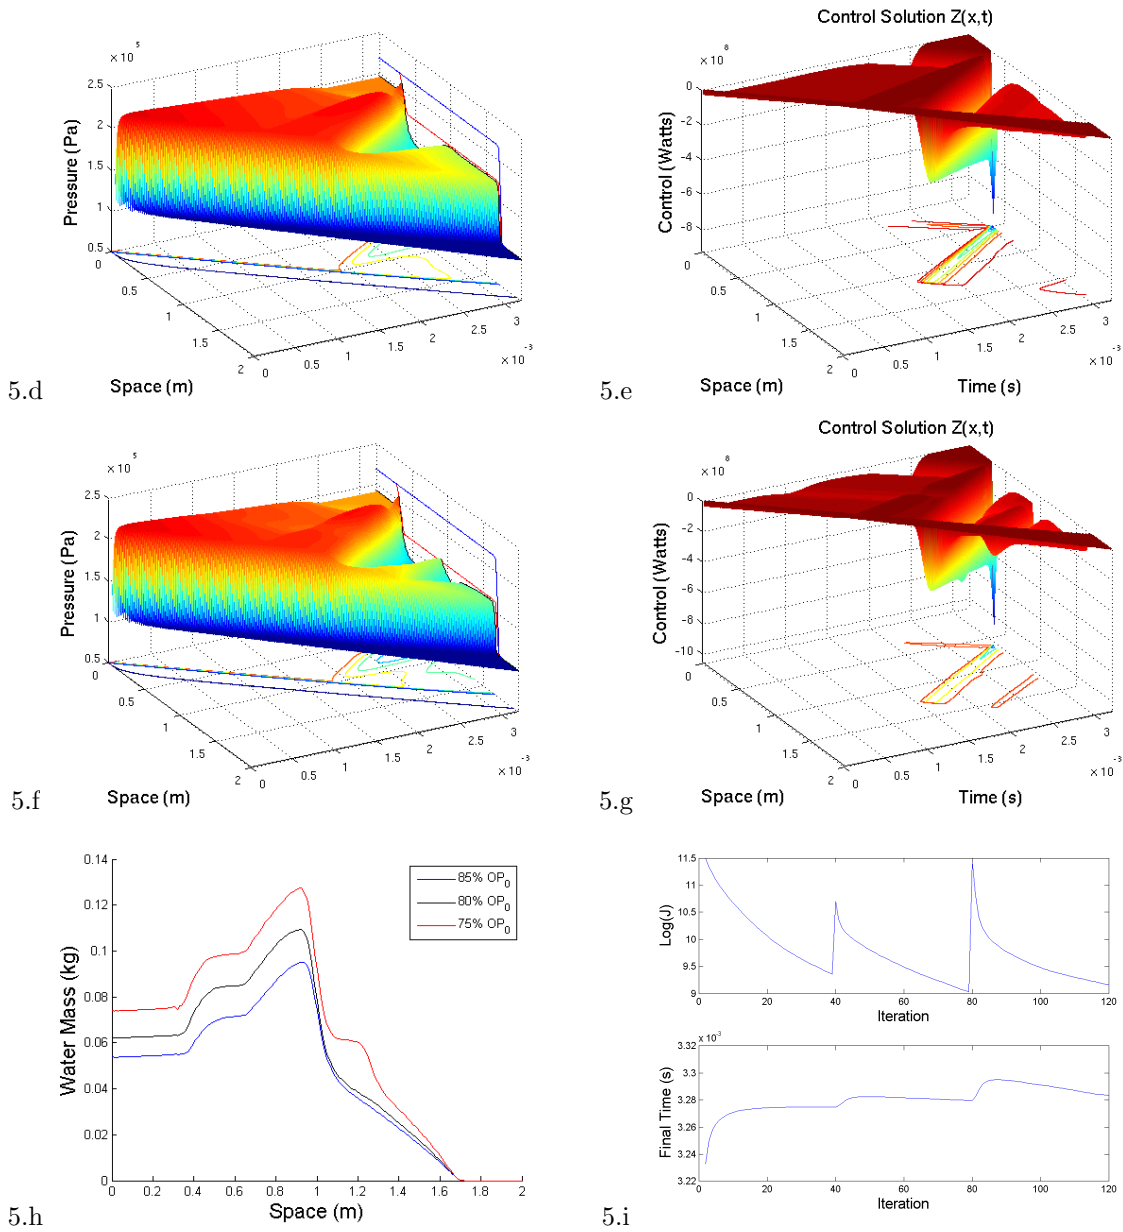 × 10 5
2.5
2
1.5
1
0.5
Pressure (Pa)
0
0.5
1
1.5
2
Space (m)
0
0.5
1
1.5
2
2.5
3
× 10 -3
5.d
Control Solution Z(x,t)
× 10 8
0
-2
-4
-6
-8
Control (Watts)
0
0.5
1
1.5
2
Space (m)
0
0.5
1
1.5
2
2.5
3
× 10 -3
Time (s)
5.e
× 10 5
2.5
2
1.5
1
0.5
Pressure (Pa)
0
0.5
1
1.5
2
Space (m)
0
0.5
1
1.5
2
2.5
3
× 10 -3
5.f
Control Solution Z(x,t)
× 10 8
0
-2
-4
-6
-8
-10
Control (Watts)
0
0.5
1
1.5
2
Space (m)
0
0.5
1
1.5
2
2.5
3
× 10 -3
Time (s)
5.g
0.14
0.12
0.1
0.08
0.06
0.04
0.02
0
Water Mass (kg)
85% OP0
80% OP0
75% OP0
0 0.2 0.4 0.6 0.8 1 1.2 1.4 1.6 1.8 2
Space (m)
5.h
11.5
11
10.5
10
9.5
9
Log(J)
0 20 40 60 80 100 120
Iteration
x 10 -3
3.32
3.3
3.28
3.26
3.24
3.22
Final Time (s)
0 20 40 60 80 100 120
Iteration
5.i